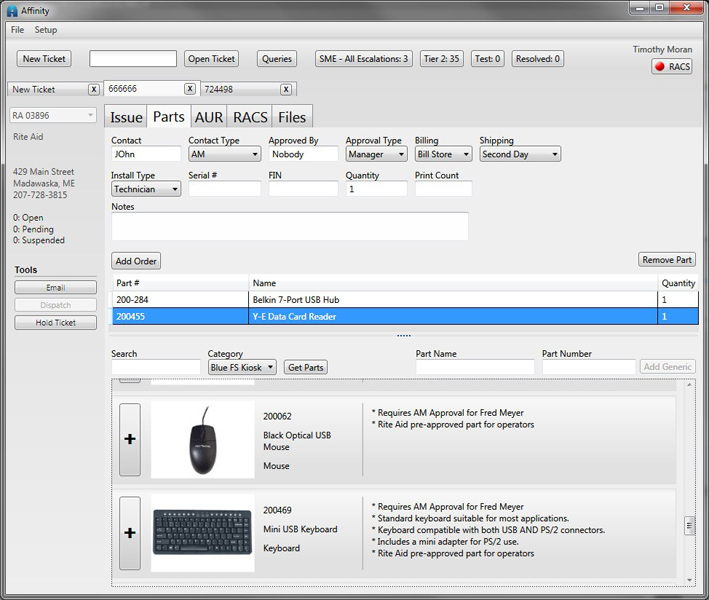 Affinity
File Setup
New Ticket Open Ticket Queries SME - All Escalations: 3 Tier 2: 35 Test: 0 Resolved: 0
Timothy Moran
RACS
New Ticket X 666666 X 724498 X
RA 03896
Rite Aid
429 Main Street
Madawaska, ME
207-728-3815
0: Open
0: Pending
0: Suspended
Tools
Email
Dispatch
Hold Ticket
Issue Parts AUR RACS Files
Contact Contact Type Approved By Approval Type Billing Shipping
JOhn AM Nobody Manager Bill Store Second Day
Install Type Serial # FIN Quantity Print Count
Technician 1
Notes
Add Order Remove Part
Part # Name Quantity
200-284 Belkin 7-Port USB Hub 1
200455 Y-E Data Card Reader 1
Search Category Part Name Part Number
Blue FS Kiosk Get Parts Add Generic
+
200062
Black Optical USB
Mouse
Mouse
* Requires AM Approval for Fred Meyer
* Rite Aid pre-approved part for operators
+
200469
Mini USB Keyboard
Keyboard
* Requires AM Approval for Fred Meyer
* Standard keyboard suitable for most applications.
* Keyboard compatible with both USB AND PS/2 connectors.
* Includes a mini adapter for PS/2 use.
* Rite Aid pre-approved part for operators